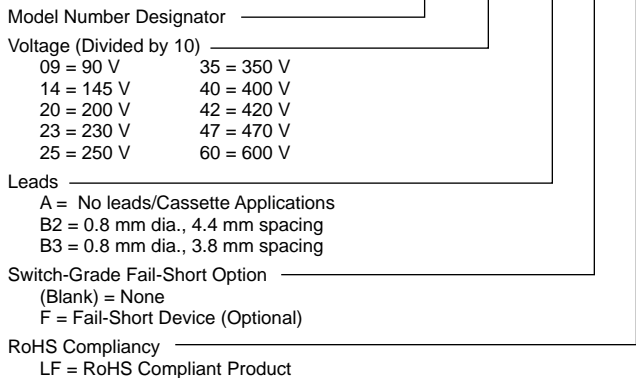 Model Number Designator
Voltage (Divided by 10)
09 = 90 V 35 = 350 V
14 = 145 V 40 = 400 V
20 = 200 V 42 = 420 V
23 = 230 V 47 = 470 V
25 = 250 V 60 = 600 V
Leads
A = No leads/Cassette Applications
B2 = 0.8 mm dia., 4.4 mm spacing
B3 = 0.8 mm dia., 3.8 mm spacing
Switch-Grade Fail-Short Option
(Blank) = None
F = Fail-Short Device (Optional)
RoHS Compliancy
LF = RoHS Compliant Product